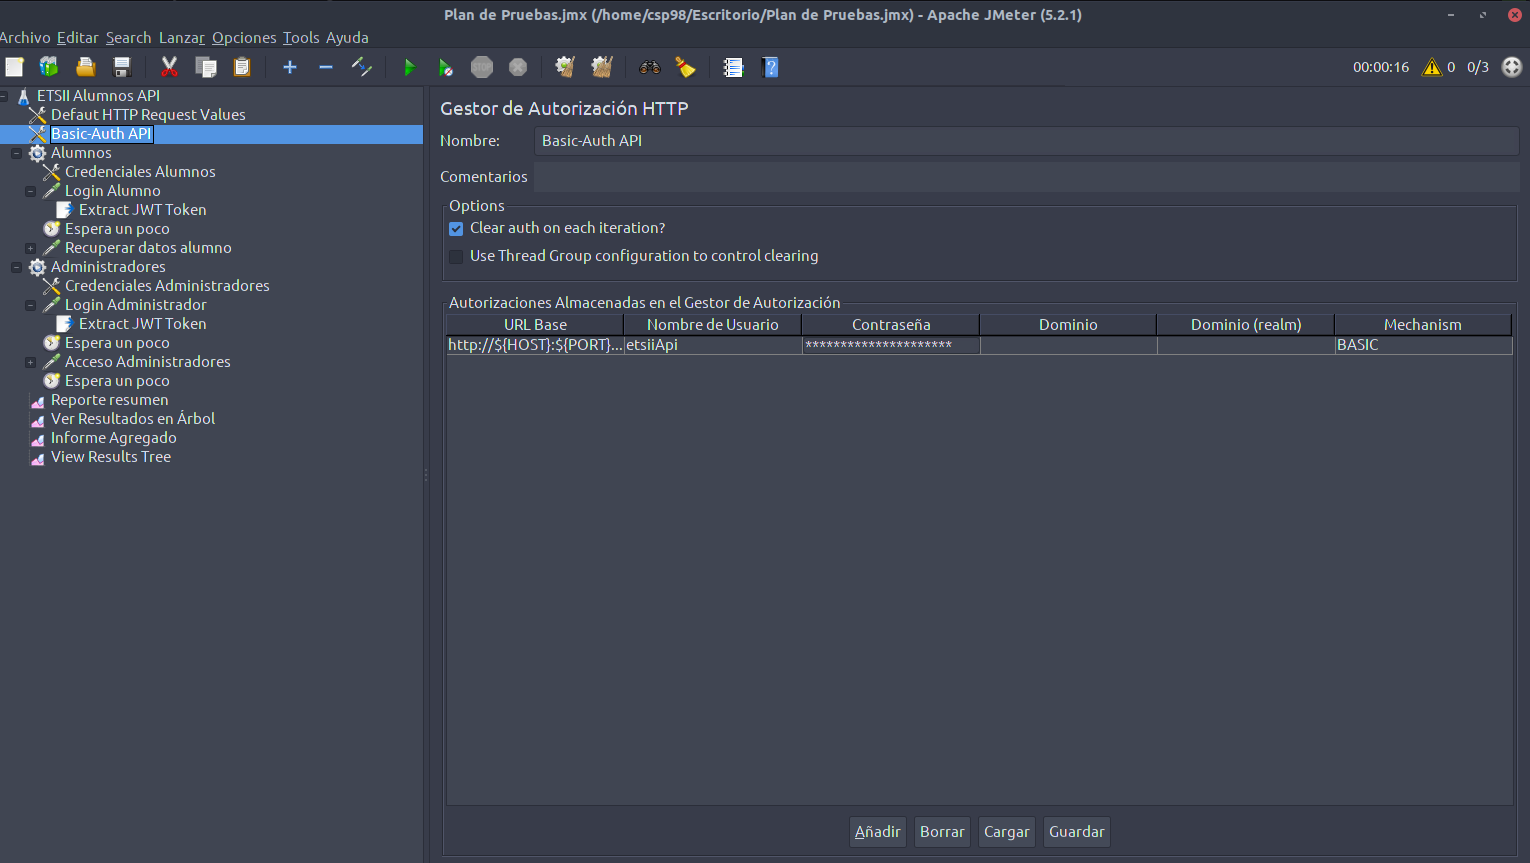 Plan de Pruebas.jmx (/home/csp98/Escritorio/Plan de Pruebas.jmx) - Apache JMeter (5.2.1)
Archivo Editar Search Lanzar Opciones Tools Ayuda
STOP
00:00:16 0 0/3
ETSII Alumnos API
Defaut HTTP Request Values
Basic-Auth API
Alumnos
Credenciales Alumnos
Login Alumno
Extract JWT Token
Espera un poco
Recuperar datos alumno
Administradores
Credenciales Administradores
Login Administrador
Extract JWT Token
Espera un poco
Acceso Administradores
Espera un poco
Reporte resumen
Ver Resultados en Árbol
Informe Agregado
View Results Tree
Gestor de Autorización HTTP
Nombre: Basic-Auth API
Comentarios
Options
Clear auth on each iteration?
Use Thread Group configuration to control clearing
Autorizaciones Almacenadas en el Gestor de Autorización
URL Base Nombre de Usuario Contraseña Dominio Dominio (realm) Mechanism
http://${HOST}:${PORT}... etsiiApi ********************* BASIC
Añadir Borrar Cargar Guardar